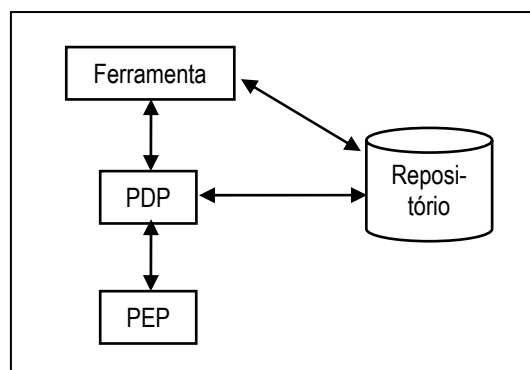 Ferramenta
PDP
Reposi-
tório
PEP